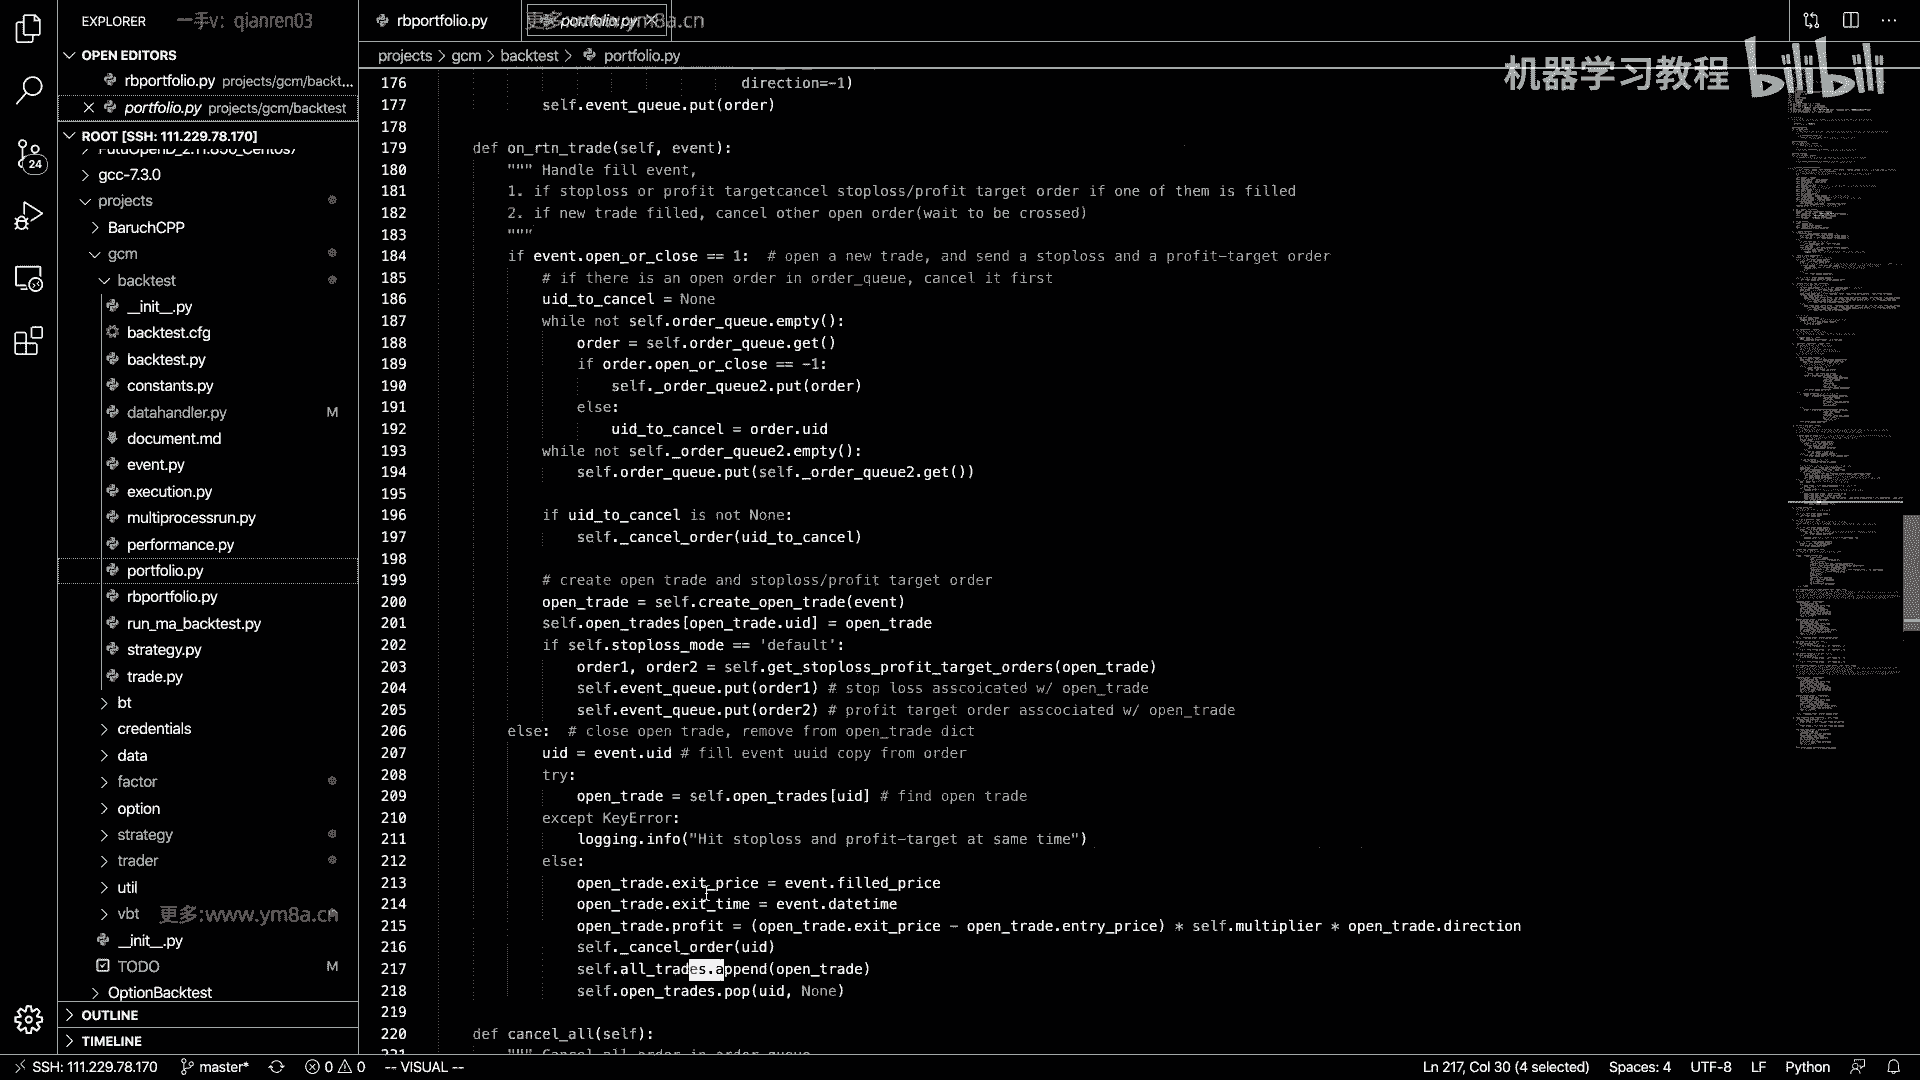 EXPLORER
一手v: qianren03
OPEN EDITORS
rbportfolio.py projects/gcm/backt...
portfolio.py projects/gcm/backtest
ROOT [SSH: 111.229.78.170]
FutuOpenD_2.11.850_Centos7
gcc-7.3.0
projects
BaruchCPP
gcm
backtest
__init__.py
backtest.cfg
backtest.py
constants.py
datahandler.py M
document.md
event.py
execution.py
multiprocessrun.py
performance.py
portfolio.py
rbportfolio.py
run_ma_backtest.py
strategy.py
trade.py
bt
credentials
data
factor
option
strategy
trader
util
vbt
更多:www.ym8a.cn
__init__.py
TODO M
OptionBacktest
OUTLINE
TIMELINE
24
rbportfolio.py
portfolio.py
projects > gcm > backtest > portfolio.py
机器学习教程 bilibili
176 direction=-1)
177 self.event_queue.put(order)
178
179 def on_rtn_trade(self, event):
180 """ Handle fill event,
181 1. if stoploss or profit targetcancel stoploss/profit target order if one of them is filled
182 2. if new trade filled, cancel other open order(wait to be crossed)
183 """
184 if event.open_or_close == 1:  # open a new trade, and send a stoploss and a profit-target order
185 # if there is an open order in order_queue, cancel it first
186 uid_to_cancel = None
187 while not self.order_queue.empty():
188 order = self.order_queue.get()
189 if order.open_or_close == -1:
190 self._order_queue2.put(order)
191 else:
192 uid_to_cancel = order.uid
193 while not self._order_queue2.empty():
194 self.order_queue.put(self._order_queue2.get())
195
196 if uid_to_cancel is not None:
197 self._cancel_order(uid_to_cancel)
198
199 # create open trade and stoploss/profit target order
200 open_trade = self.create_open_trade(event)
201 self.open_trades[open_trade.uid] = open_trade
202 if self.stoploss_mode == 'default':
203 order1, order2 = self.get_stoploss_profit_target_orders(open_trade)
204 self.event_queue.put(order1) # stop loss asscoicated w/ open_trade
205 self.event_queue.put(order2) # profit target order asscociated w/ open_trade
206 else:  # close open trade, remove from open_trade dict
207 uid = event.uid # fill event uuid copy from order
208 try:
209 open_trade = self.open_trades[uid] # find open trade
210 except KeyError:
211 logging.info("Hit stoploss and profit-target at same time")
212 else:
213 open_trade.exit_price = event.filled_price
214 open_trade.exit_time = event.datetime
215 open_trade.profit = (open_trade.exit_price - open_trade.entry_price) * self.multiplier * open_trade.direction
216 self._cancel_order(uid)
217 self.all_trades.append(open_trade)
218 self.open_trades.pop(uid, None)
219
220 def cancel_all(self):
221 """ Cancel all order in order queue
SSH: 111.229.78.170 master* 0 0 -- VISUAL -- Ln 217, Col 30 (4 selected) Spaces: 4 UTF-8 LF Python